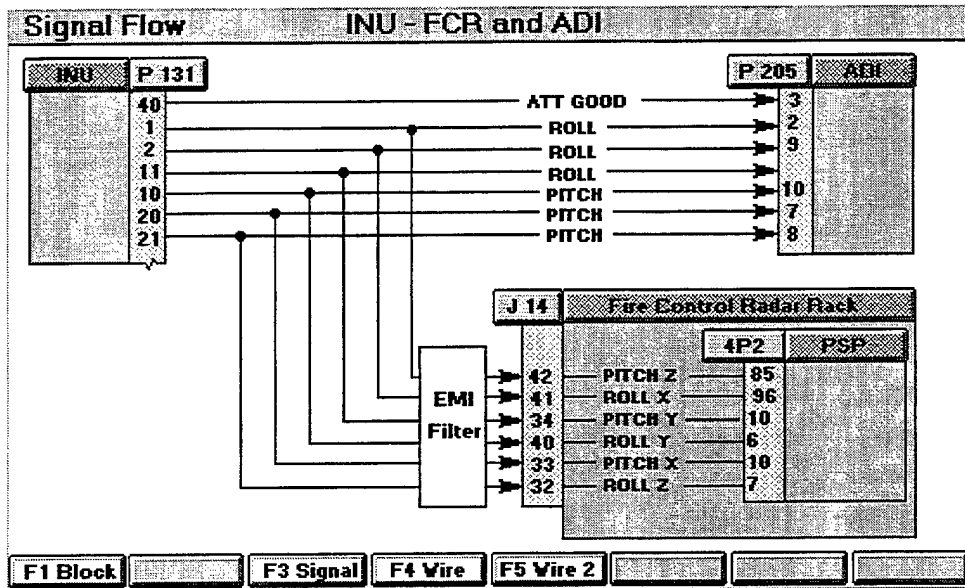 Signal Flow INU - FCR and ADI
INU P 131 P 205 ADI
40 ATT GOOD 3
1 ROLL 2
2 ROLL 9
11 ROLL
10 PITCH 10
20 PITCH 7
21 PITCH 8
J 14 Fire Control Radar Rack
4P2 PSP
EMI Filter
42 PITCH Z 85
41 ROLL X 96
34 PITCH Y 10
40 ROLL Y 6
33 PITCH X 10
32 ROLL Z 7
F1 Block F3 Signal F4 Wire F5 Wire 2